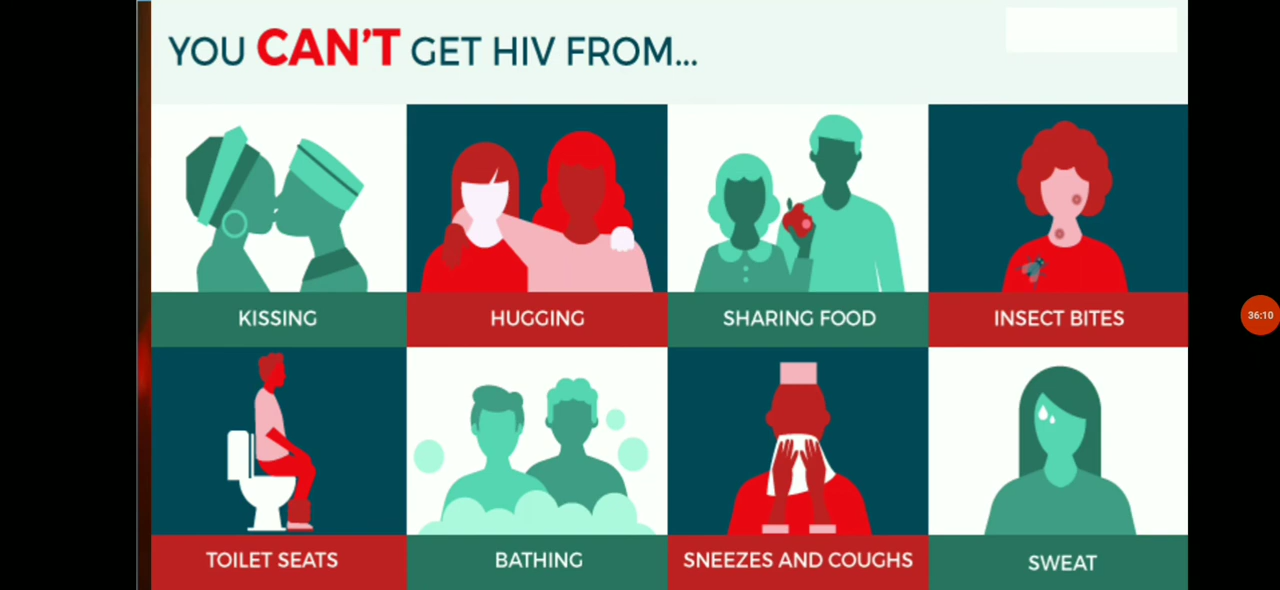 YOU CAN'T GET HIV FROM...
KISSING
HUGGING
SHARING FOOD
INSECT BITES
36:10
TOILET SEATS
BATHING
SNEEZES AND COUGHS
SWEAT